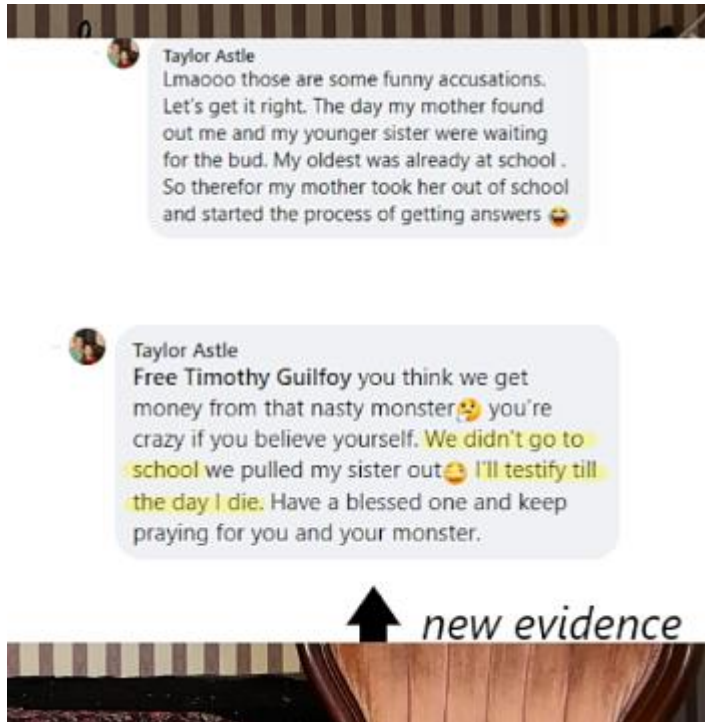 Taylor Astle
Lmaooo those are some funny accusations.
Let's get it right. The day my mother found
out me and my younger sister were waiting
for the bud. My oldest was already at school .
So therefor my mother took her out of school
and started the process of getting answers 😂
Taylor Astle
Free Timothy Guilfoy you think we get
money from that nasty monster🤔 you're
crazy if you believe yourself. We didn't go to
school we pulled my sister out😂 I'll testify till
the day I die. Have a blessed one and keep
praying for you and your monster.
new evidence